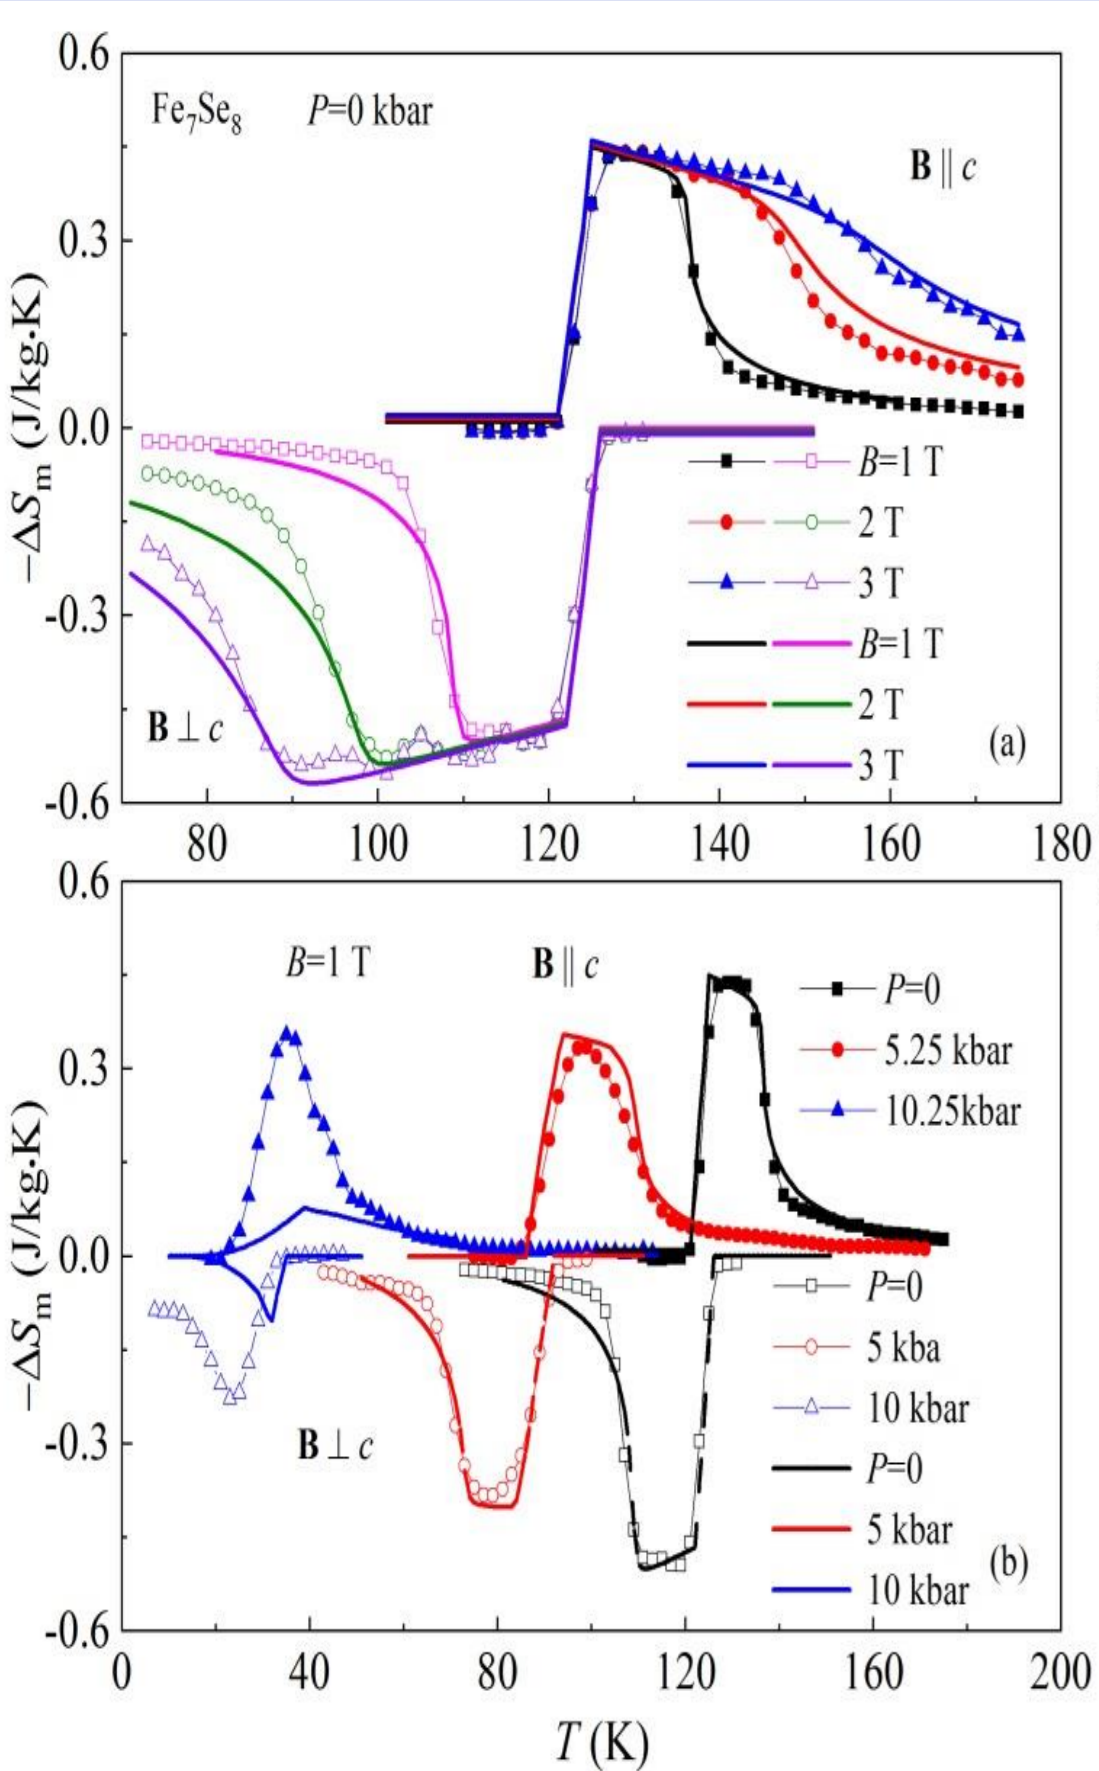 0.6
Fe₇Se₈ P=0 kbar
B || c
0.3
0.0
B=1 T
2 T
3 T
-0.3
B=1 T
2 T
B ⊥ c
(a)
3 T
-0.6
−ΔSₘ (J/kg·K)
80 100 120 140 160 180
0.6
B=1 T B || c
P=0
5.25 kbar
0.3
10.25kbar
0.0
P=0
5 kba
10 kbar
-0.3
B ⊥ c
P=0
5 kbar
(b)
10 kbar
-0.6
−ΔSₘ (J/kg·K)
0 40 80 120 160 200
T (K)